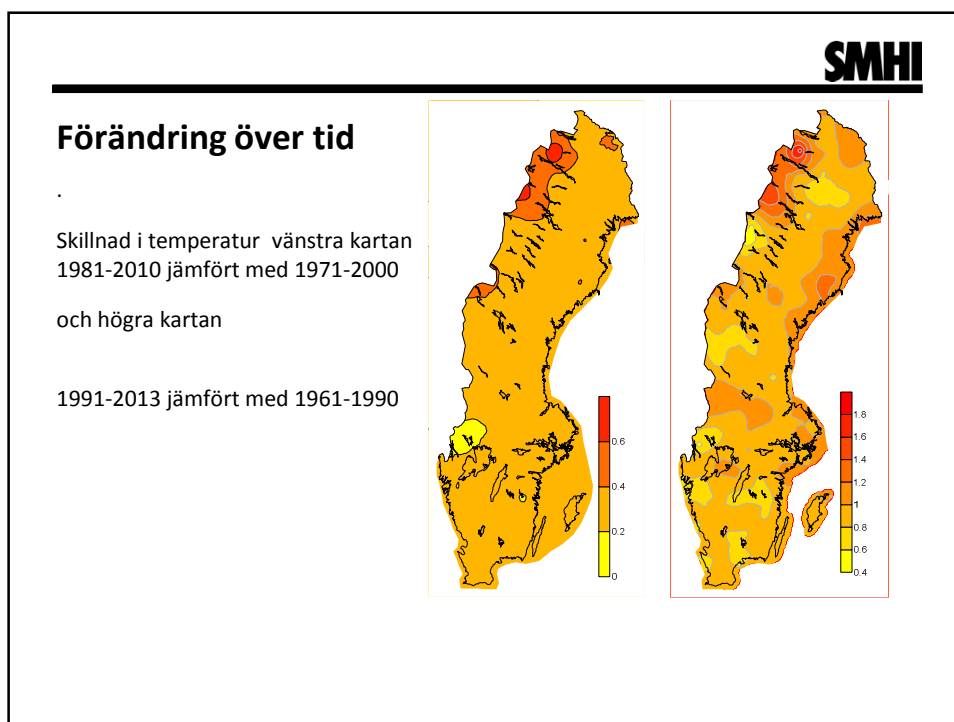 SMHI
Förändring över tid
.
Skillnad i temperatur vänstra kartan
1981-2010 jämfört med 1971-2000
och högra kartan
1991-2013 jämfört med 1961-1990
0.6
0.4
0.2
0
1.8
1.6
1.4
1.2
1
0.8
0.6
0.4